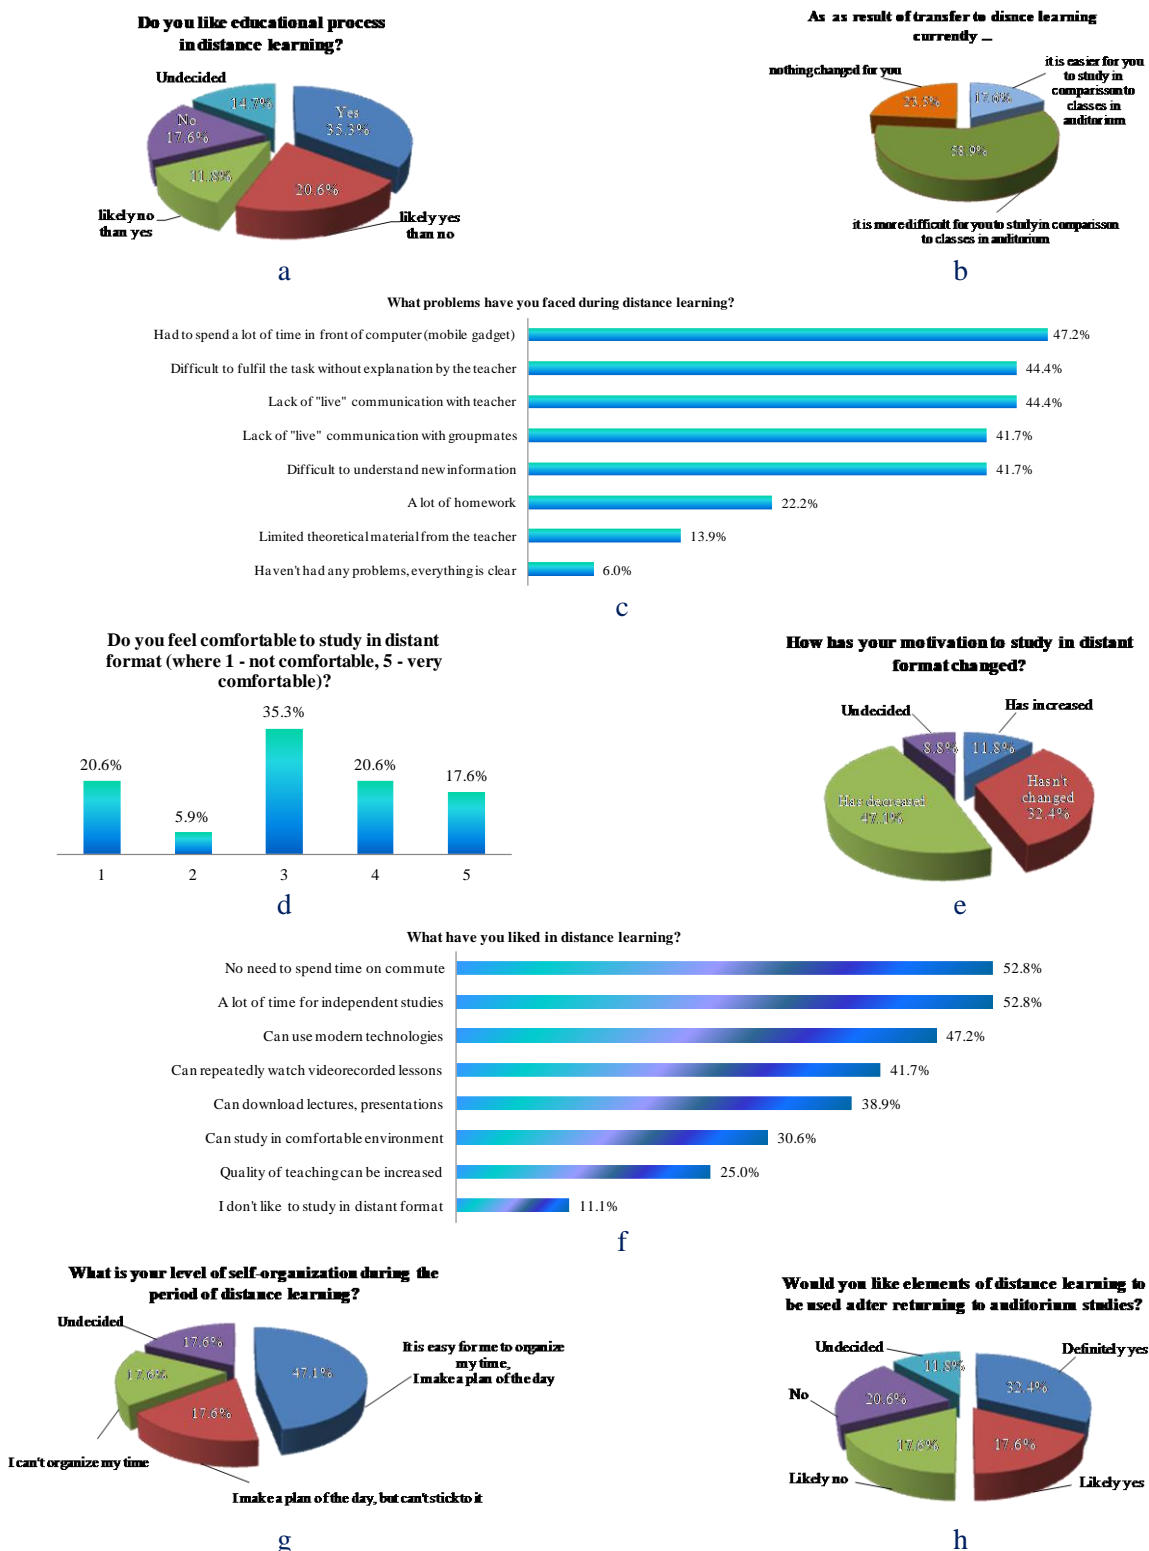 Do you like educational process
in distance learning?
Undecided
14.7%
Yes
35.3%
No
17.6%
11.8%
20.6%
likely no
than yes
likely yes
than no
a
As as result of transfer to disnce learning
currently ...
nothing changed for you
it is easier for you
to study in
comparison to
classes in
auditorium
23.5%
17.6%
58.9%
it is more difficult for you to study in comparison
to classes in auditorium
b
What problems have you faced during distance learning?
Had to spend a lot of time in front of computer (mobile gadget)
47.2%
Difficult to fulfil the task without explanation by the teacher
44.4%
Lack of "live" communication with teacher
44.4%
Lack of "live" communication with groupmates
41.7%
Difficult to understand new information
41.7%
A lot of homework
22.2%
Limited theoretical material from the teacher
13.9%
Haven't had any problems, everything is clear
6.0%
c
Do you feel comfortable to study in distant
format (where 1 - not comfortable, 5 - very
comfortable)?
20.6%
5.9%
35.3%
20.6%
17.6%
1
2
3
4
5
d
How has your motivation to study in distant
format changed?
Undecided
Has increased
8.8%
11.8%
Hasn't
changed
32.4%
Has decreased
47.1%
e
What have you liked in distance learning?
No need to spend time on commute
52.8%
A lot of time for independent studies
52.8%
Can use modern technologies
47.2%
Can repeatedly watch videorecorded lessons
41.7%
Can download lectures, presentations
38.9%
Can study in comfortable environment
30.6%
Quality of teaching can be increased
25.0%
I don't like to study in distant format
11.1%
f
What is your level of self-organization during the
period of distance learning?
Undecided
17.6%
It is easy for me to organize
my time,
I make a plan of the day
47.1%
17.6%
17.6%
I can't organize my time
I make a plan of the day, but can't stick to it
g
Would you like elements of distance learning to
be used adter returning to auditorium studies?
Undecided
11.8%
Definitely yes
32.4%
No
20.6%
17.6%
17.6%
Likely no
Likely yes
h